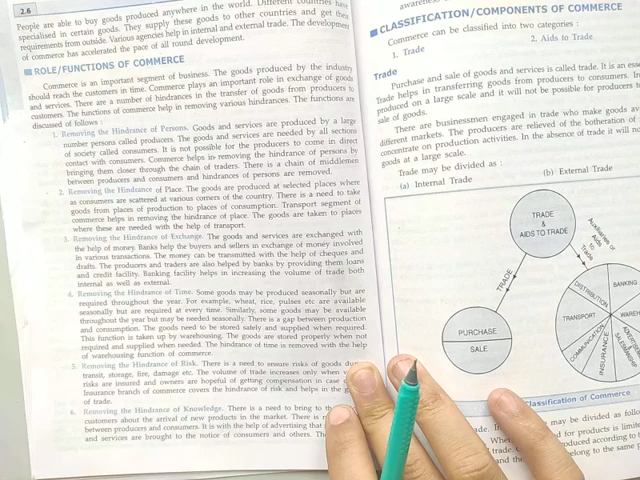 2.6
People are able to buy goods produced anywhere in the world. Different countries have
specialised in certain goods. They supply these goods to other countries and get their
requirements from outside. Various agencies help in internal and external trade. The development
of commerce has accelerated the pace of all round development.
ROLE/FUNCTIONS OF COMMERCE
Commerce is an important segment of business. The goods produced by the industry
should reach the customers in time. Commerce plays an important role in exchange of goods
and services. There are a number of hindrances in the transfer of goods from producers to
customers. The functions of commerce help in removing various hindrances. The functions are
discussed of follows :
1. Removing the Hindrance of Persons. Goods and services are produced by a large
number persons called producers. The goods and services are needed by all sections
of society called consumers. It is not possible for the producers to come in direct
contact with consumers. Commerce helps in removing the hindrance of persons by
bringing them closer through the chain of traders. There is a chain of middlemen
between producers and consumers and hindrances of persons are removed.
2. Removing the Hindrance of Place. The goods are produced at selected places where
as consumers are scattered at various corners of the country. There is a need to take
goods from places of production to places of consumption. Transport segment of
commerce helps in removing the hindrance of place. The goods are taken to places
where these are needed with the help of transport.
3. Removing the Hindrance of Exchange. The goods and services are exchanged with
the help of money. Banks help the buyers and sellers in exchange of money involved
in various transactions. The money can be transmitted with the help of cheques and
drafts. The producers and traders are also helped by banks by providing them loans
and credit facility. Banking facility helps in increasing the volume of trade both
internal as well as external.
4. Removing the Hindrance of Time. Some goods may be produced seasonally but are
required throughout the year. For example, wheat, rice, pulses etc are available
seasonally but are required at every time. Similarly, some goods may be available
throughout the year but may be needed seasonally. There is a gap between production
and consumption. The goods need to be stored safely and supplied when required.
This function is taken up by warehousing. The goods are stored properly when not
required and supplied when needed. The hindrance of time is removed with the help
of warehousing function of commerce.
5. Removing the Hindrance of Risk. There is a need to ensure risks of goods
transit, storage, fire, damage etc. The volume of trade increases only when
risks are insured and owners are hopeful of getting compensation in case
Insurance branches of commerce covers the hindrance of risk and helps in the
of trade.
6. Removing the Hindrance of Knowledge. There is a need to bring to the
customers about the arrival of new products in the market. There is
between producers and consumers. It is with the help of advertising that
and services are brought to the notice of consumers and others.
CLASSIFICATION/COMPONENTS OF COMMERCE
Commerce can be classified into two categories :
1. Trade 2. Aids to Trade
Trade
Purchase and sale of goods and services is called trade. It is an
Trade helps in transferring goods from producers to consumers.
produced on a large scale and it will not be possible for producers
sale of goods.
There are businessmen engaged in trade who make goods
different markets. The producers are relieved of the botheration of
concentrate on production activities. In the absence of trade it will
goods at a large scale.
Trade may be divided as :
(a) Internal Trade (b) External Trade
TRADE
&
AIDS TO TRADE
TRADE
Auxiliaries or
Aids
to
Trade
PURCHASE
SALE
DISTRIBUTION
BANKING
TRANSPORT
COMMUNICATION
INSURANCE
Classification of Commerce
may be divided as
for products is
trade.